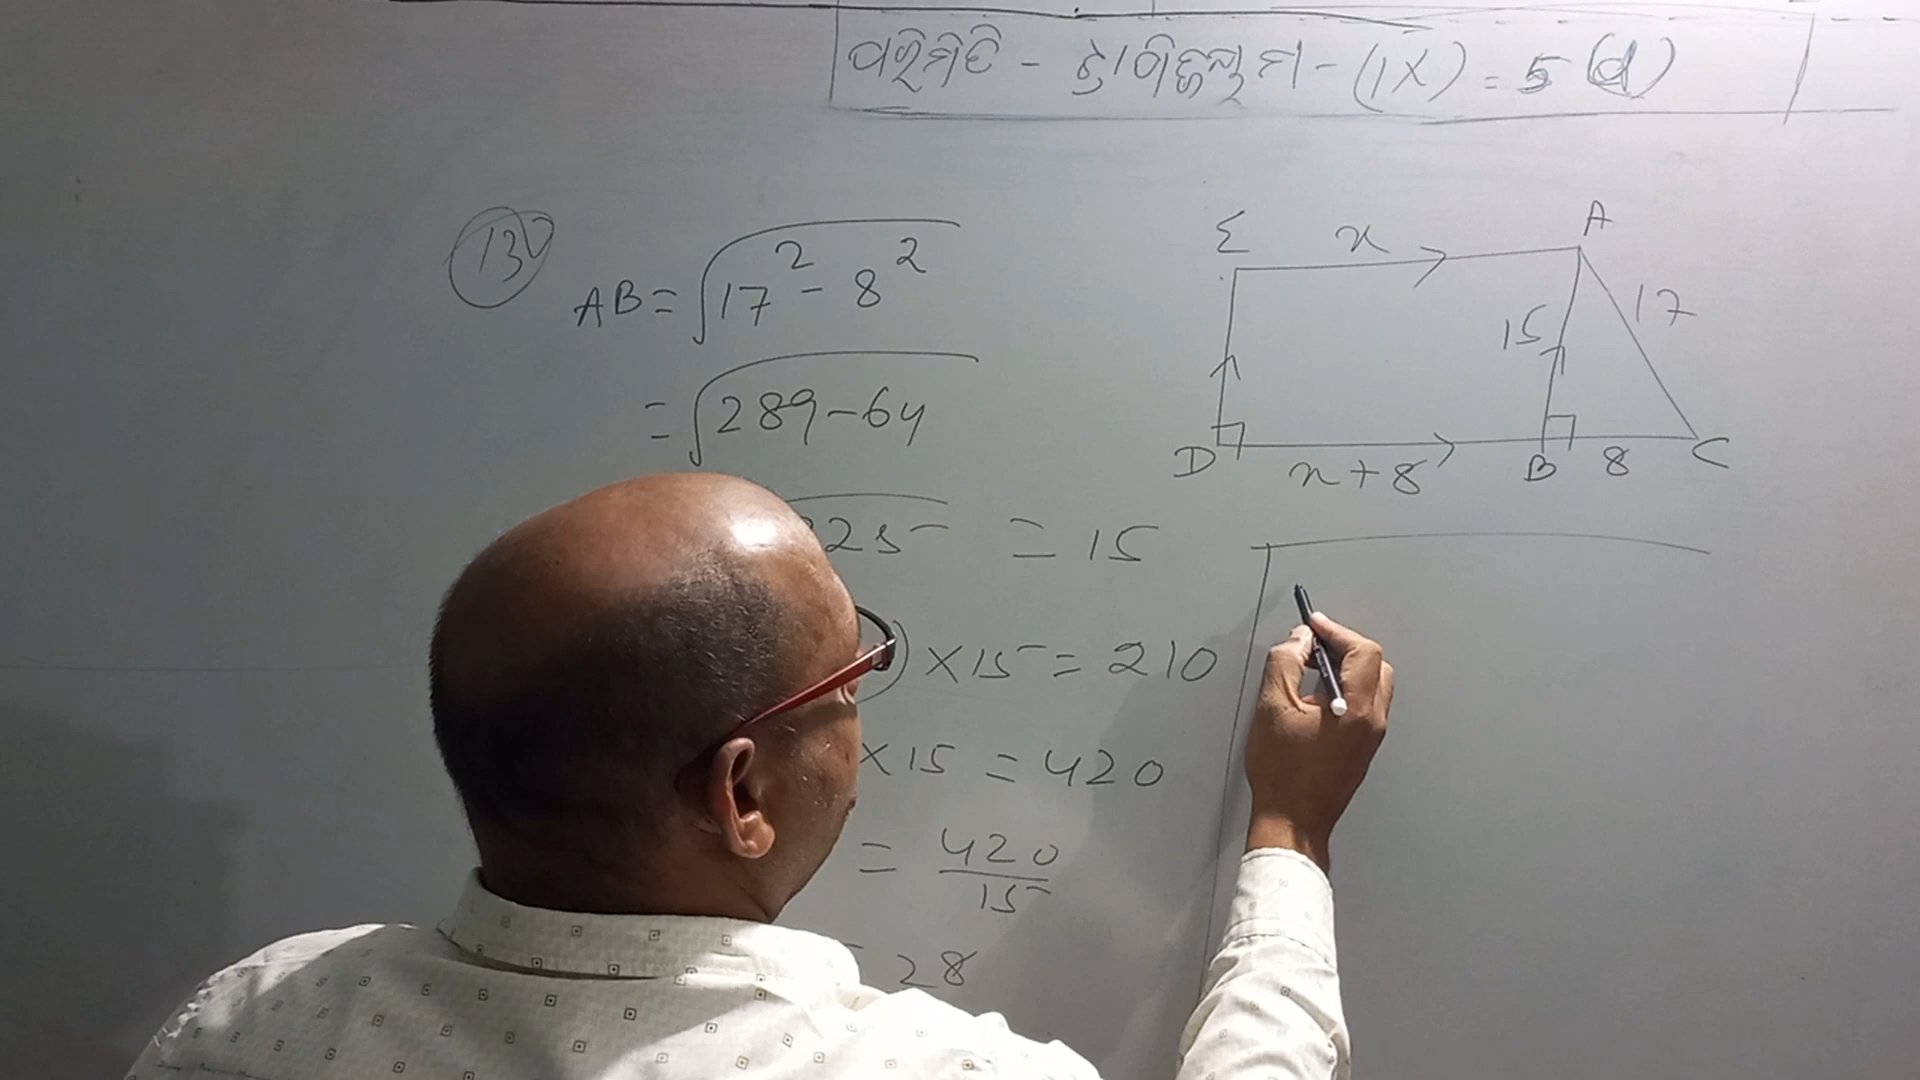 ପରିମିତି - ତ୍ରିକୋଣମିତି - (IX) = 5 (d)
13
AB = √17² - 8²
= √289 - 64
225 = 15
) × 15 = 210
× 15 = 420
= 420/15
= 28
E x A
15 17
D x + 8 B 8 C